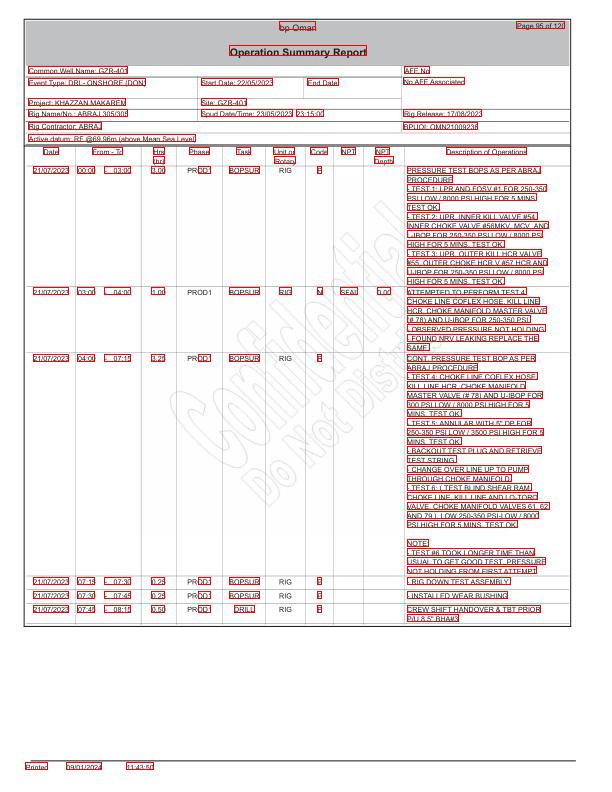 bp Oman
Page 95 of 120
Operation Summary Report
Common Well Name: GZR-401
AFE No
Event Type: DRL- ONSHORE (DON)
Start Date: 22/05/2023
End Date:
No AFE Associated
Project: KHAZZAN MAKAREM
Site: GZR-401
Rig Name/No.: ABRAJ 305/305
Spud Date/Time: 23/05/2023 23:15:00
Rig Release: 17/08/2023
Rig Contractor: ABRAJ
BPUOI: OMN21009236
Active datum: RF @69.96m (above Mean Sea Level)
Date From - To Hrs (hr) Phase Task Unit or Rotary Code NPT NPT Depth Description of Operations
21/07/2023 00:00 - 03:00 3.00 PROD1 BOPSUR RIG P PRESSURE TEST BOPS AS PER ABRAJ
PROCEDURE
- TEST 1: LPR AND FOSV #1 FOR 250-350
PSI LOW / 8000 PSI HIGH FOR 5 MINS.
TEST OK.
- TEST 2: UPR, INNER KILL VALVE #54,
INNER CHOKE VALVE #56MKV, MCV, AND
L-IBOP FOR 250-350 PSI LOW / 8000 PSI
HIGH FOR 5 MINS. TEST OK.
- TEST 3: UPR, OUTER KILL HCR VALVE
#55, OUTER CHOKE HCR V #57 HCR AND
U-IBOP FOR 250-350 PSI LOW / 8000 PSI
HIGH FOR 5 MINS. TEST OK.
21/07/2023 03:00 - 04:00 1.00 PROD1 BOPSUR RIG N SEAL 0.00 ATTEMPTED TO PERFORM TEST 4:
CHOKE LINE COFLEX HOSE, KILL LINE
HCR, CHOKE MANIFOLD MASTER VALVE
(# 78) AND U-IBOP FOR 250-350 PSI
- OBSERVED PRESSURE NOT HOLDING
- FOUND NRV LEAKING REPLACE THE
SAME.
21/07/2023 04:00 - 07:15 3.25 PROD1 BOPSUR RIG P CONT. PRESSURE TEST BOP AS PER
ABRAJ PROCEDURE
- TEST 4: CHOKE LINE COFLEX HOSE,
KILL LINE HCR, CHOKE MANIFOLD
MASTER VALVE (# 78) AND U-IBOP FOR
300 PSI LOW / 8000 PSI HIGH FOR 5
MINS. TEST OK
- TEST 5: ANNULAR WITH 5" DP FOR
250-350 PSI LOW / 3500 PSI HIGH FOR 5
MINS. TEST OK
- BACKOUT TEST PLUG AND RETRIEVE
TEST STRING.
- CHANGE OVER LINE UP TO PUMP
THROUGH CHOKE MANIFOLD
- TEST 6: ( TEST BLIND SHEAR RAM,
CHOKE LINE, KILL LINE AND LO-TORQ
VALVE, CHOKE MANIFOLD VALVES 61, 62
AND 79 ). LOW 250-350 PSI-LOW / 8000
PSI HIGH FOR 5 MINS. TEST OK
NOTE:
- TEST #6 TOOK LONGER TIME THAN
USUAL TO GET GOOD TEST, PRESSURE
NOT HOLDING FROM FIRST ATTEMPT
21/07/2023 07:15 - 07:30 0.25 PROD1 BOPSUR RIG P - RIG DOWN TEST ASSEMBLY.
21/07/2023 07:30 - 07:45 0.25 PROD1 BOPSUR RIG P - INSTALLED WEAR BUSHING
21/07/2023 07:45 - 08:15 0.50 PROD1 DRILL RIG P CREW SHIFT HANDOVER & TBT PRIOR
P/U 8.5" BHA#3
Confidential
Do Not Distri
Printed 09/01/2024 11:43:50